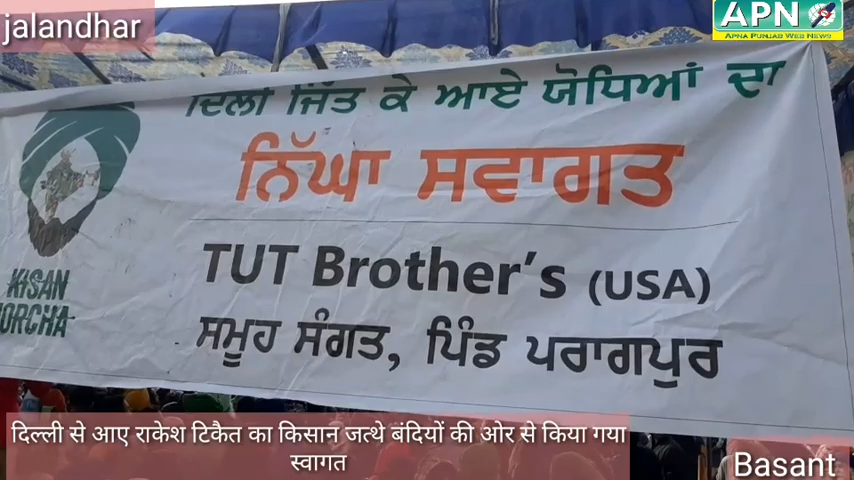 jalandhar
APN
APNA PUNJAB WEB NEWS
ਦਿਲੀ ਜਿੱਤ ਕੇ ਆਏ ਯੋਧਿਆਂ ਦਾ
ਨਿੱਘਾ ਸਵਾਗਤ
KISAN
MORCHA
TUT Brother's (USA)
ਸਮੂਹ ਸੰਗਤ, ਪਿੰਡ ਪਰਾਗਪੁਰ
दिल्ली से आए राकेश टिकैत का किसान जत्थे बंदियों की ओर से किया गया
स्वागत
Basant